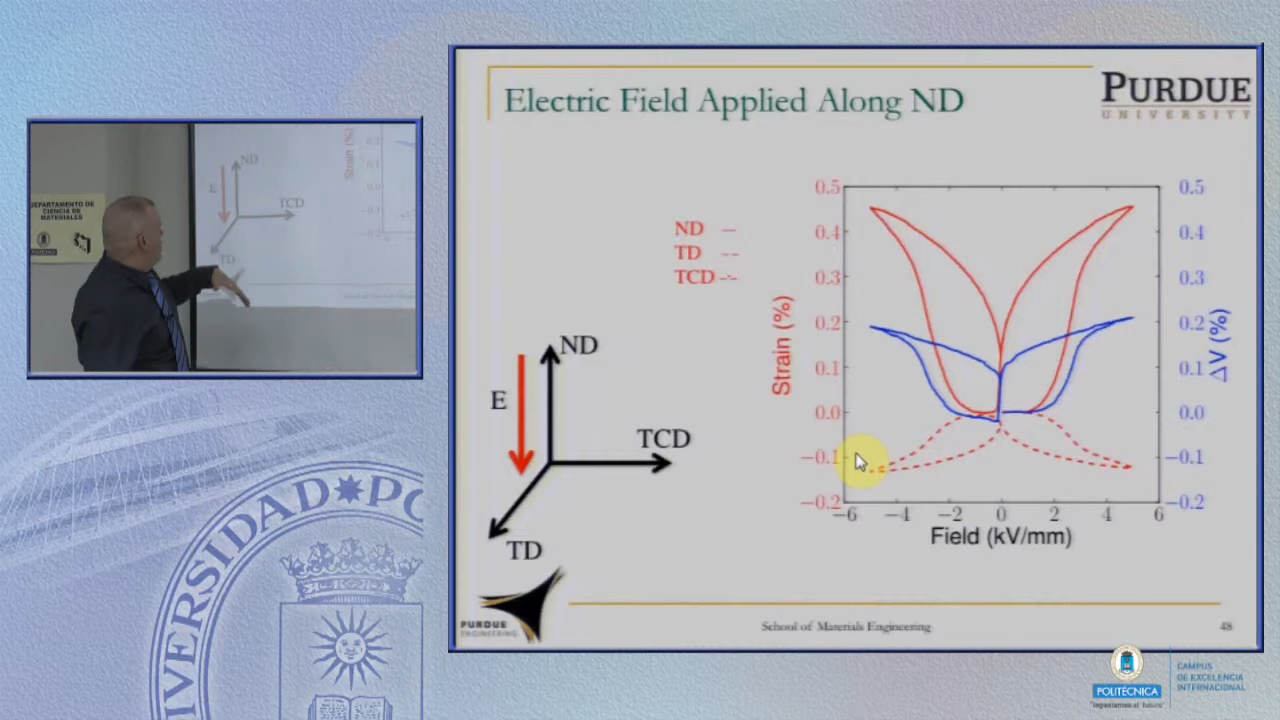 Electric Field Applied Along ND
PURDUE
UNIVERSITY
ND
TD
TCD
ND
E
TCD
TD
Strain (%)
0.5
0.4
0.3
0.2
0.1
0.0
−0.1
−0.2
−6 −4 −2 0 2 4 6
Field (kV/mm)
0.5
0.4
0.3
0.2
0.1
0.0
−0.1
−0.2
ΔV (%)
PURDUE
ENGINEERING
School of Materials Engineering
48
DEPARTAMENTO DE
CIENCIA DE
MATERIALES
ND
E
TCD
TD
Strain (%)
VERSIDAD PO
POLITÉCNICA
"Ingeniamos el futuro"
CAMPUS
DE EXCELENCIA
INTERNACIONAL